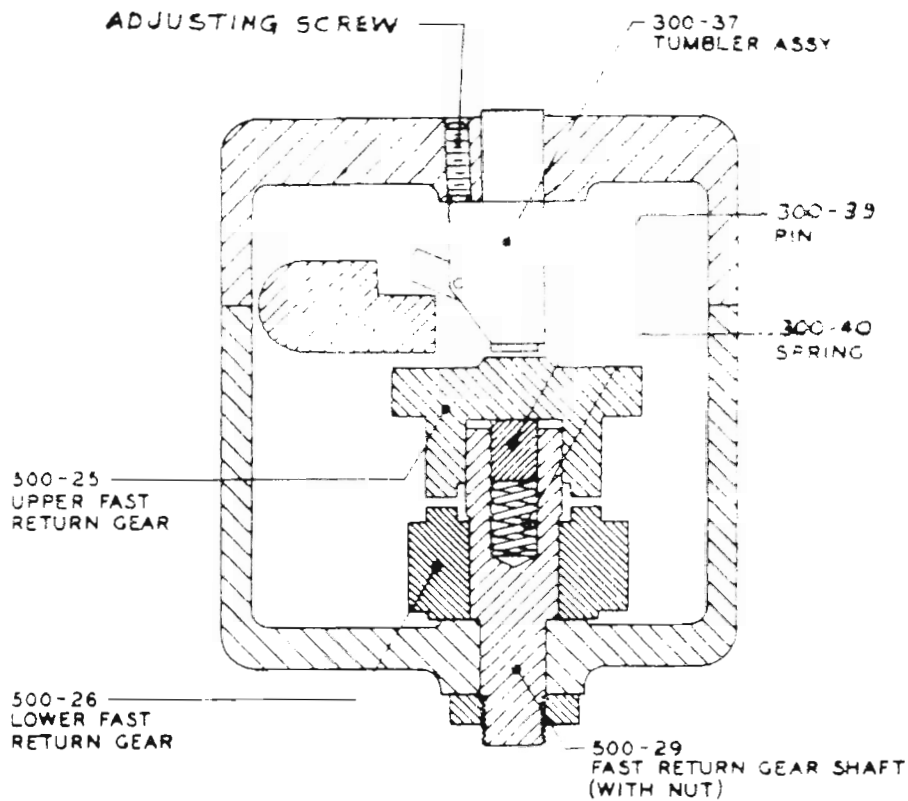 ADJUSTING SCREW
300-37
TUMBLER ASSY
300-39
PIN
300-40
SPRING
300-25
UPPER FAST
RETURN GEAR
500-26
LOWER FAST
RETURN GEAR
500-29
FAST RETURN GEAR SHAFT
(WITH NUT)